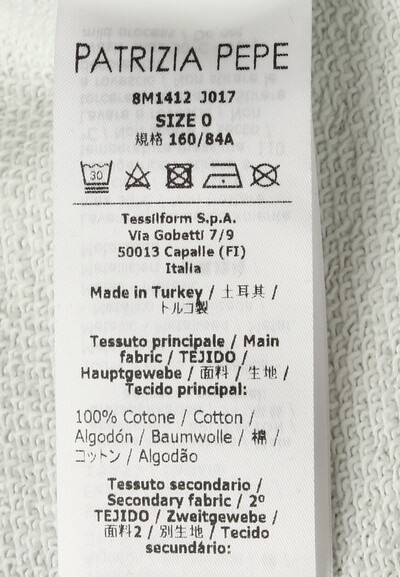 PATRIZIA PEPE
8M1412 J017
SIZE 0
規格 160/84A
30
Tessilform S.p.A.
Via Gobetti 7/9
50013 Capalle (FI)
Italia
Made in Turkey / 土耳其 /
トルコ製
Tessuto principale / Main
fabric / TEJIDO /
Hauptgewebe / 面料 / 生地 /
Tecido principal:
100% Cotone / Cotton /
Algodón / Baumwolle / 棉 /
コットン / Algodão
Tessuto secondario /
Secondary fabric / 2º
TEJIDO / Zweitgewebe /
面料2 / 別生地 / Tecido
secundário: